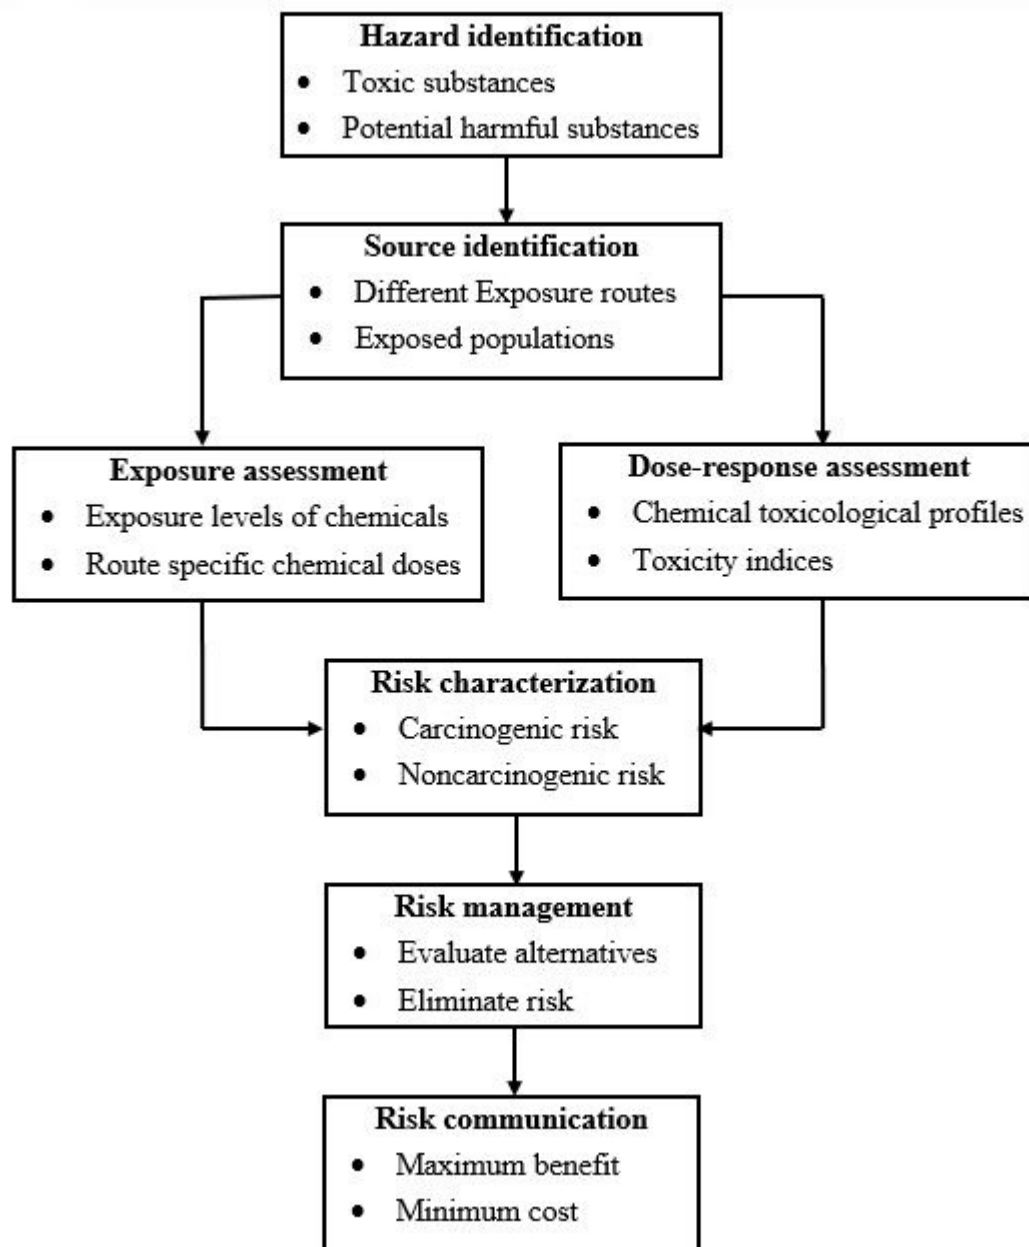 Hazard identification
• Toxic substances
• Potential harmful substances
Source identification
• Different Exposure routes
• Exposed populations
Exposure assessment
• Exposure levels of chemicals
• Route specific chemical doses
Dose-response assessment
• Chemical toxicological profiles
• Toxicity indices
Risk characterization
• Carcinogenic risk
• Noncarcinogenic risk
Risk management
• Evaluate alternatives
• Eliminate risk
Risk communication
• Maximum benefit
• Minimum cost